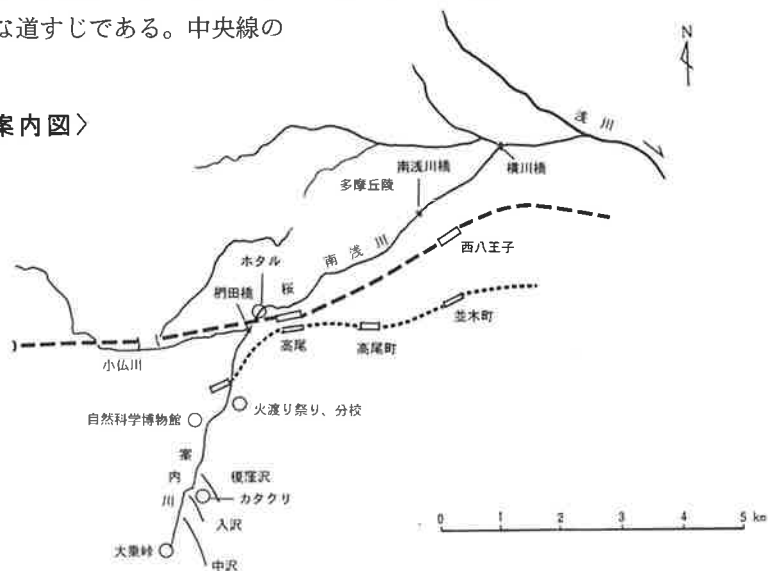 な道すじである。中央線の
案内図〉
N
浅川
南浅川橋
横川橋
多摩丘陵
南浅川
西八王子
ホタル
桜
椚田橋
並木町
高尾
高尾町
小仏川
火渡り祭り、分校
自然科学博物館
案内川
榎窪沢
カタクリ
入沢
大垂峠
中沢
0 1 2 3 4 5 km